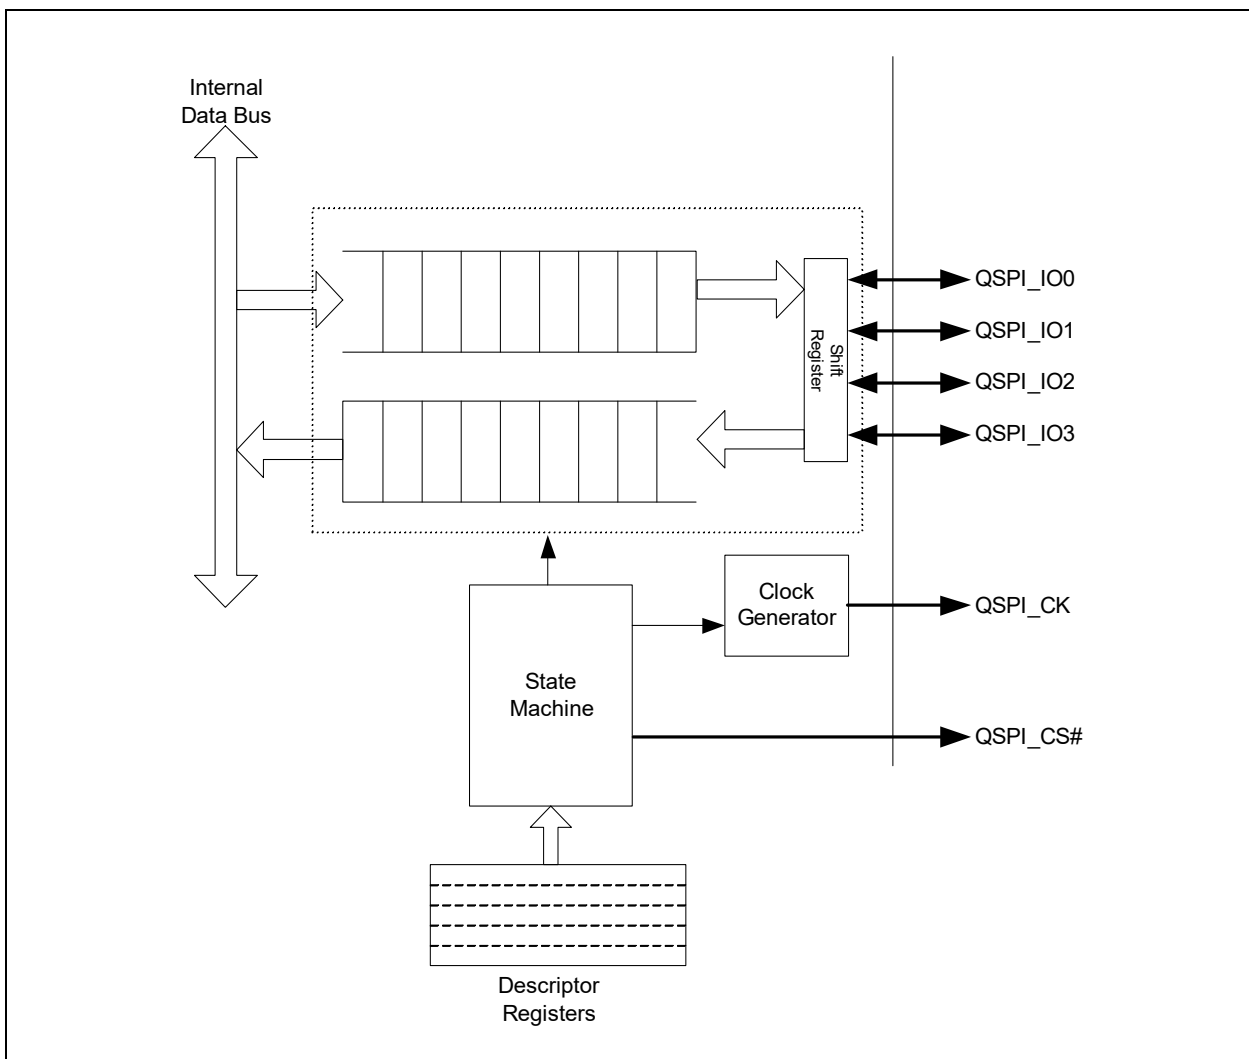 Internal
Data Bus
QSPI_IO0
QSPI_IO1
QSPI_IO2
QSPI_IO3
Shift
Register
Clock
Generator
QSPI_CK
State
Machine
QSPI_CS#
Descriptor
Registers